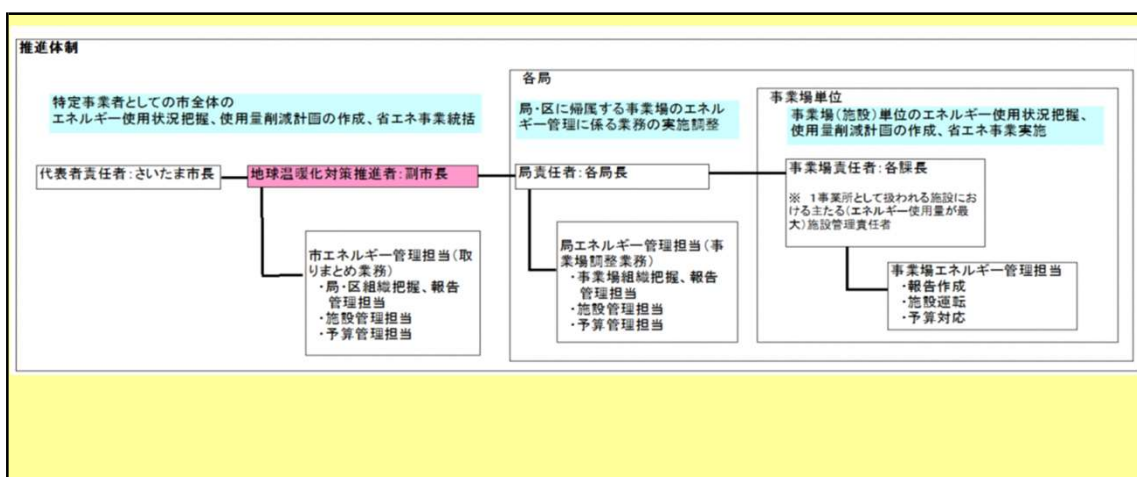 推進体制
特定事業者としての市全体の
エネルギー使用状況把握、使用量削減計画の作成、省エネ事業統括
代表者責任者:さいたま市長
地球温暖化対策推進者:副市長
市エネルギー管理担当(取
りまとめ業務)
・局・区組織把握、報告
管理担当
・施設管理担当
・予算管理担当
各局
局・区に帰属する事業場のエネル
ギー管理に係る業務の実施調整
局責任者:各局長
局エネルギー管理担当(事
業場調整業務)
・事業場組織把握、報告
管理担当
・施設管理担当
・予算管理担当
事業場単位
事業場(施設)単位のエネルギー使用状況把握、
使用量削減計画の作成、省エネ事業実施
事業場責任者:各課長
※ 1事業所として扱われる施設にお
ける主たる(エネルギー使用量が最
大)施設管理責任者
事業場エネルギー管理担当
・報告作成
・施設運転
・予算対応